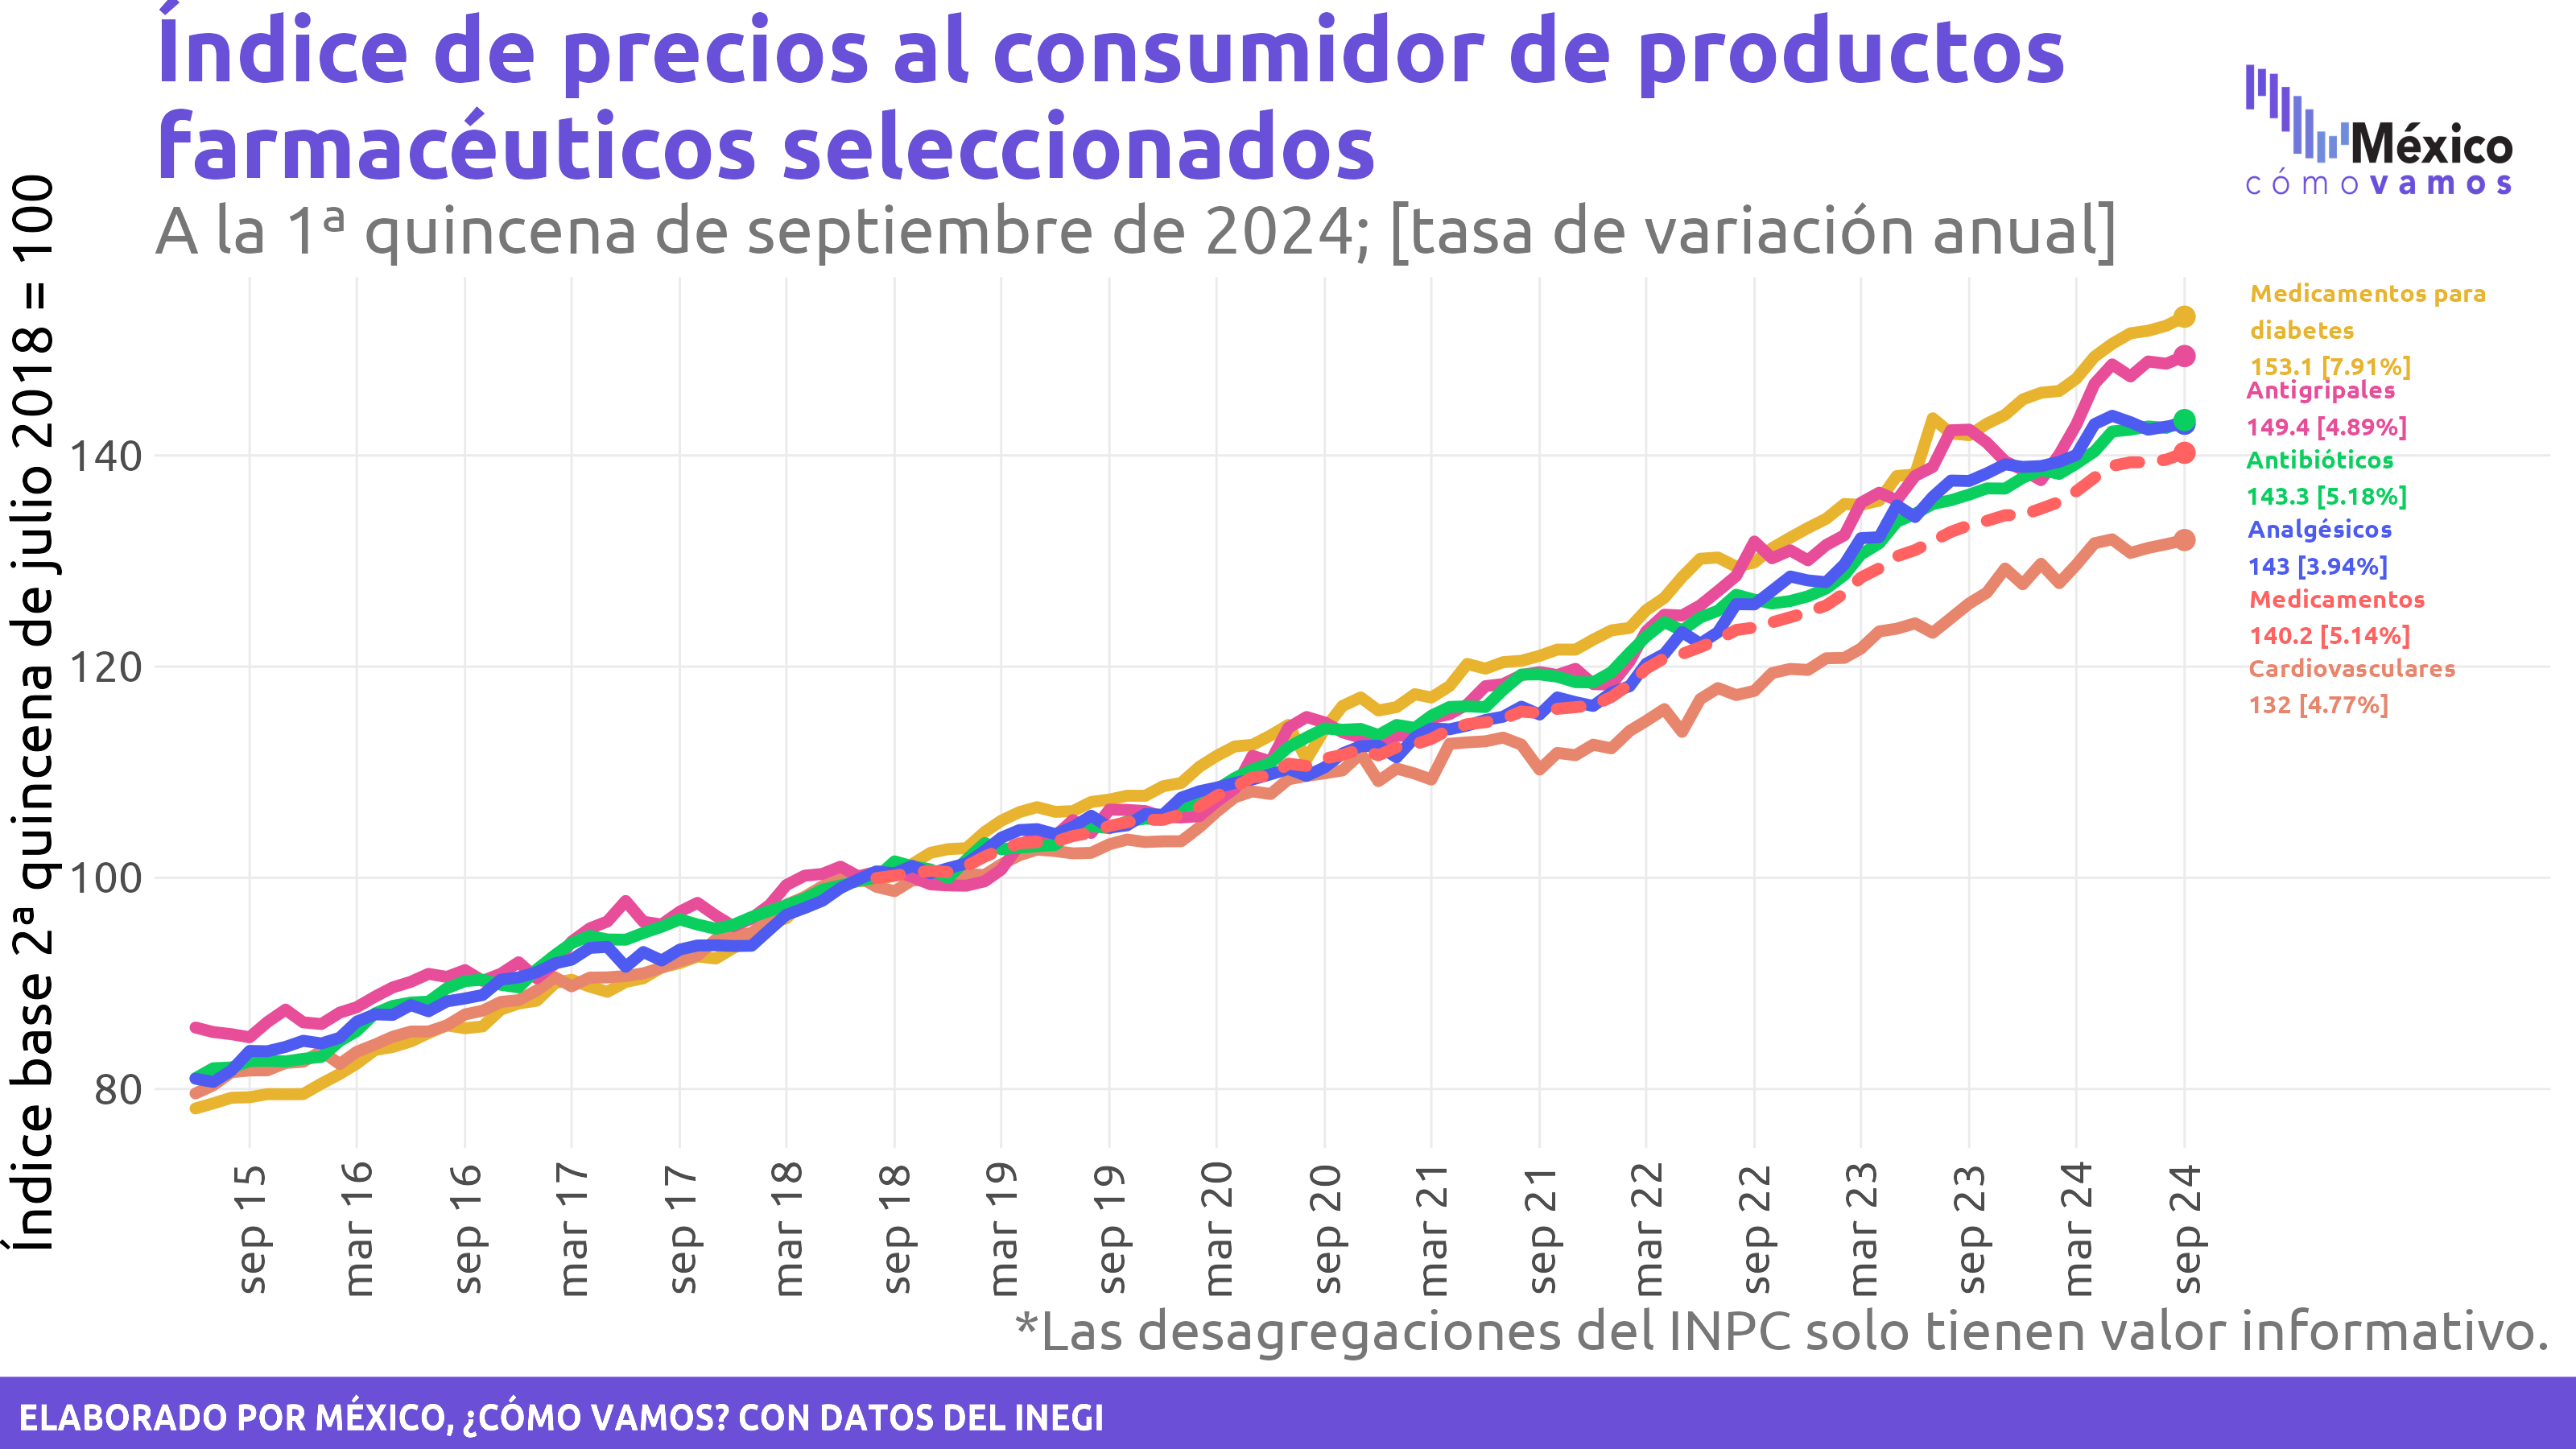 Índice de precios al consumidor de productos
farmacéuticos seleccionados
A la 1ª quincena de septiembre de 2024; [tasa de variación anual]
México
cómo vamos
Índice base 2ª quincena de julio 2018 = 100
140
120
100
80
Medicamentos para
diabetes
153.1 [7.91%]
Antigripales
149.4 [4.89%]
Antibióticos
143.3 [5.18%]
Analgésicos
143 [3.94%]
Medicamentos
140.2 [5.14%]
Cardiovasculares
132 [4.77%]
sep 15
mar 16
sep 16
mar 17
sep 17
mar 18
sep 18
mar 19
sep 19
mar 20
sep 20
mar 21
sep 21
mar 22
sep 22
mar 23
sep 23
mar 24
sep 24
*Las desagregaciones del INPC solo tienen valor informativo.
ELABORADO POR MÉXICO, ¿CÓMO VAMOS? CON DATOS DEL INEGI